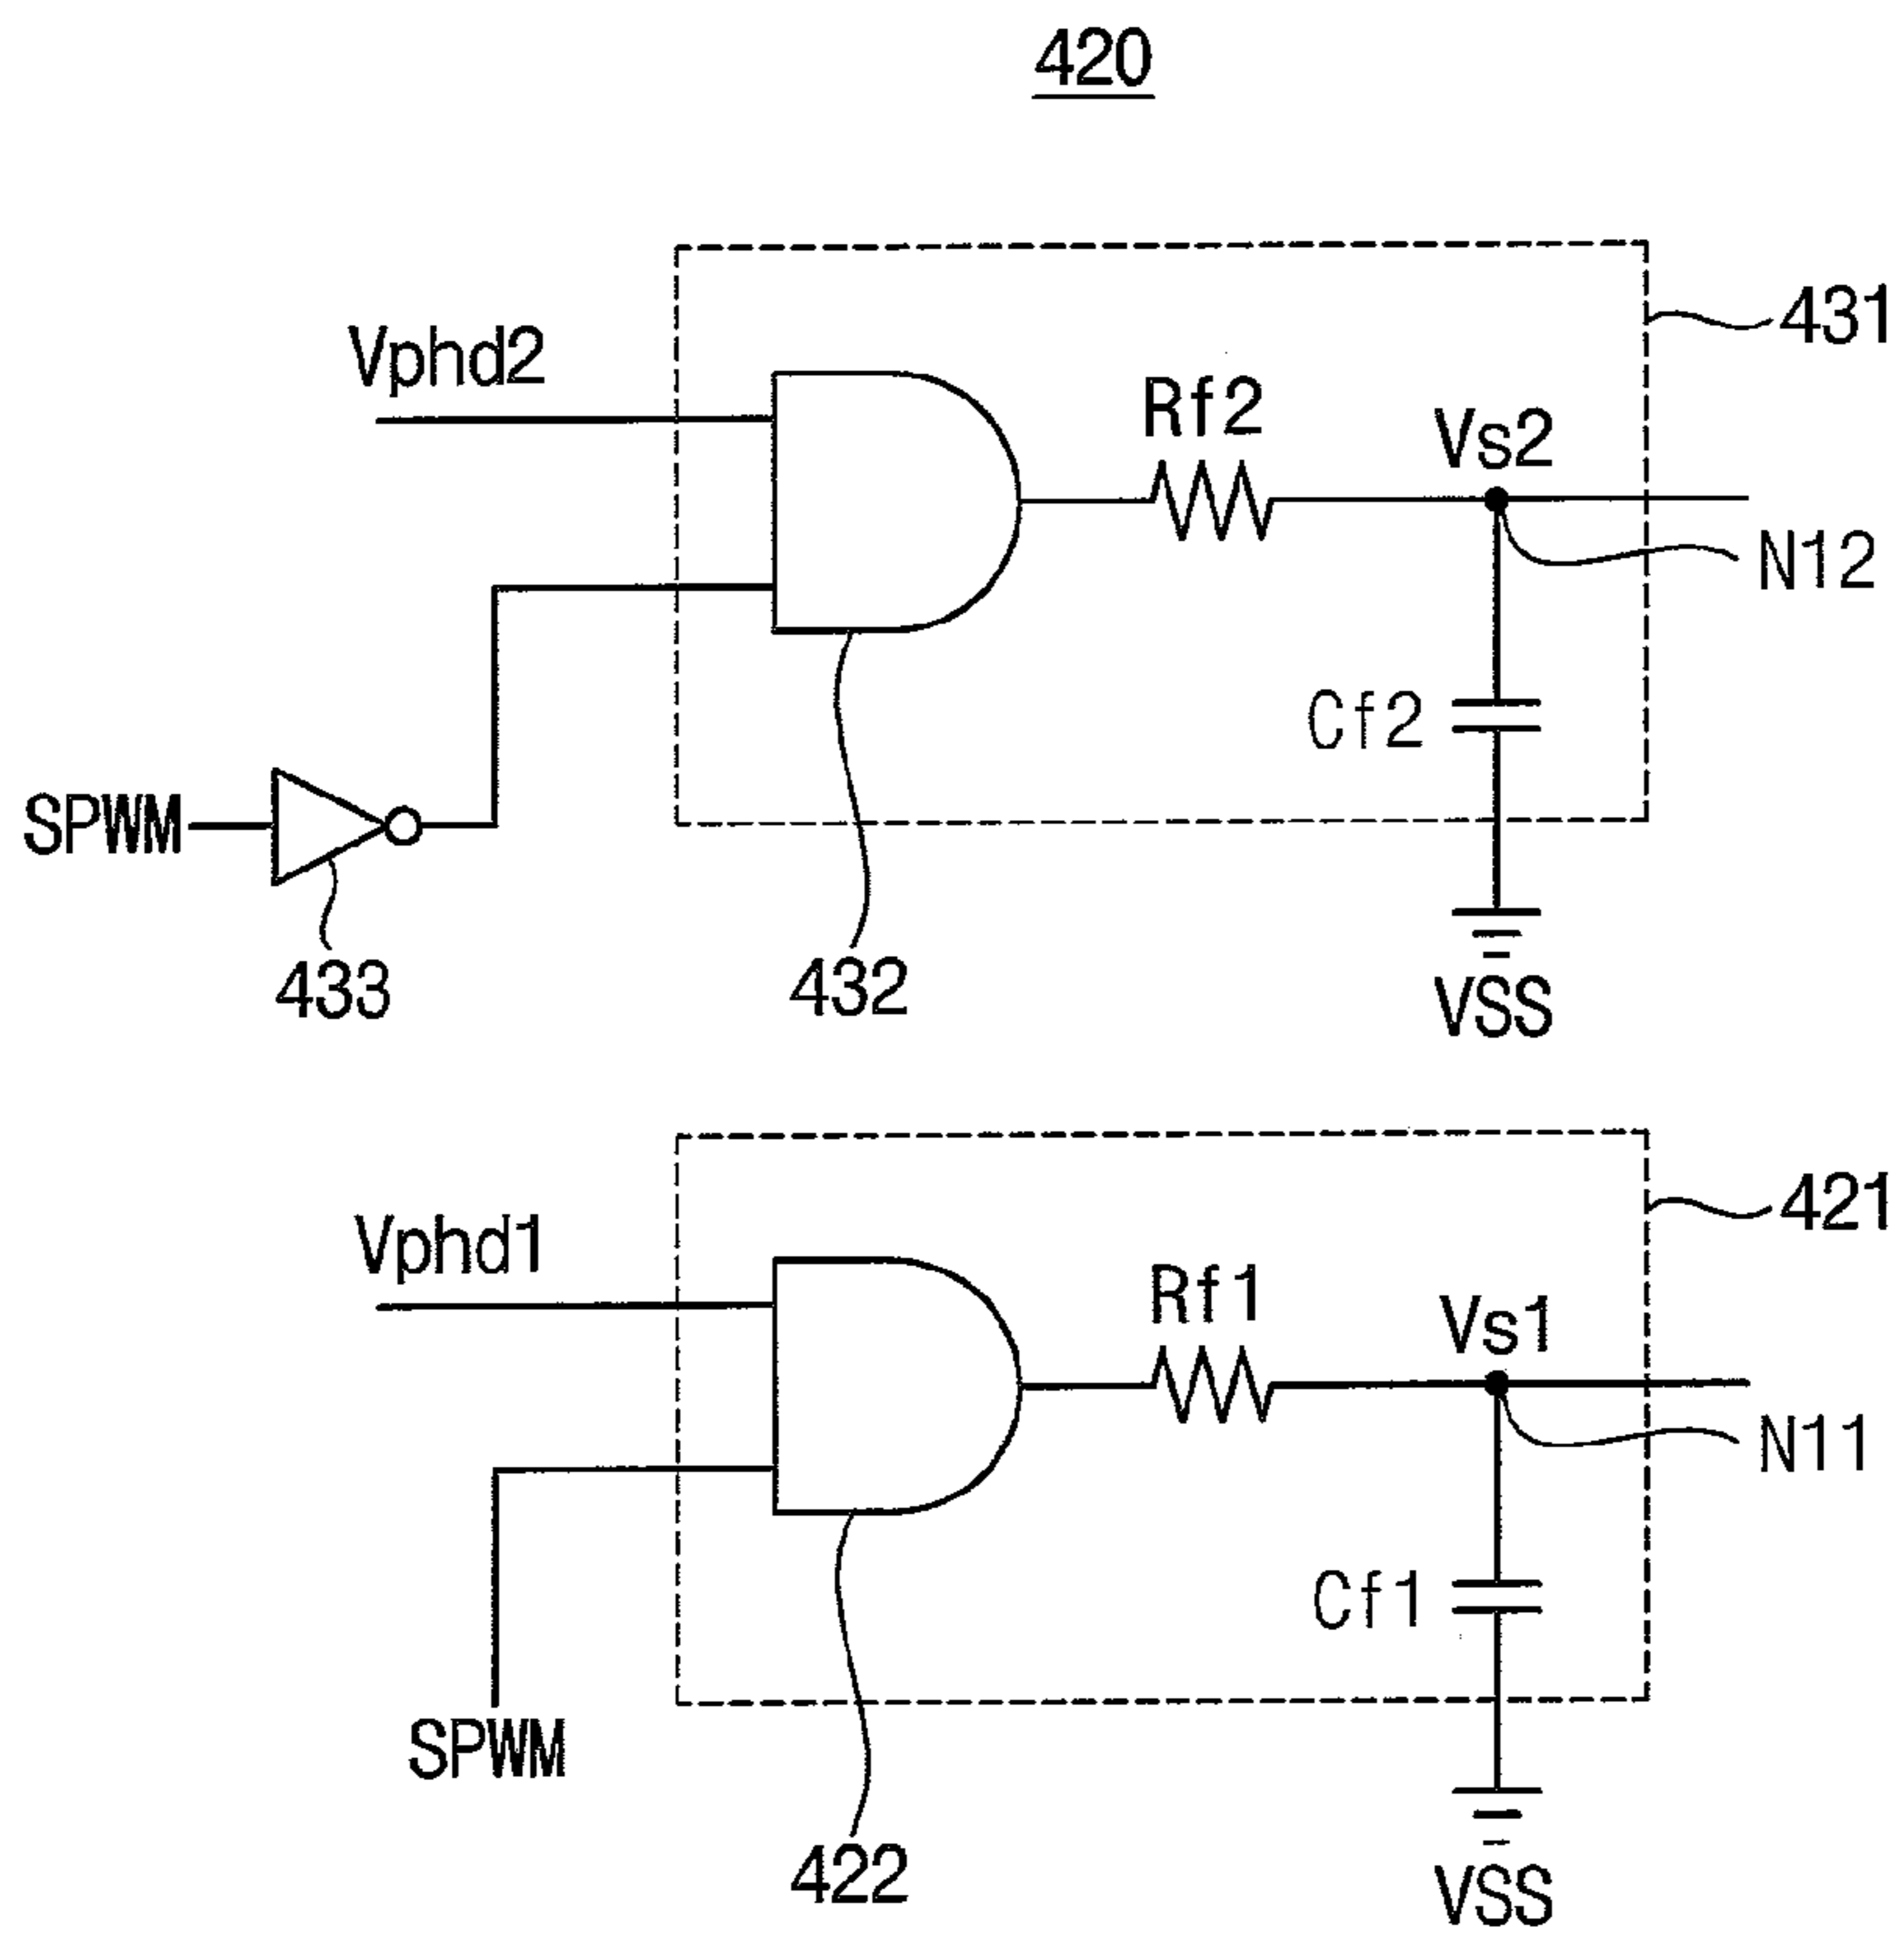 420
431
Vphd2
Rf2
Vs2
N12
Cf2
SPWM
433
432
VSS
421
Vphd1
Rf1
Vs1
N11
Cf1
SPWM
422
VSS